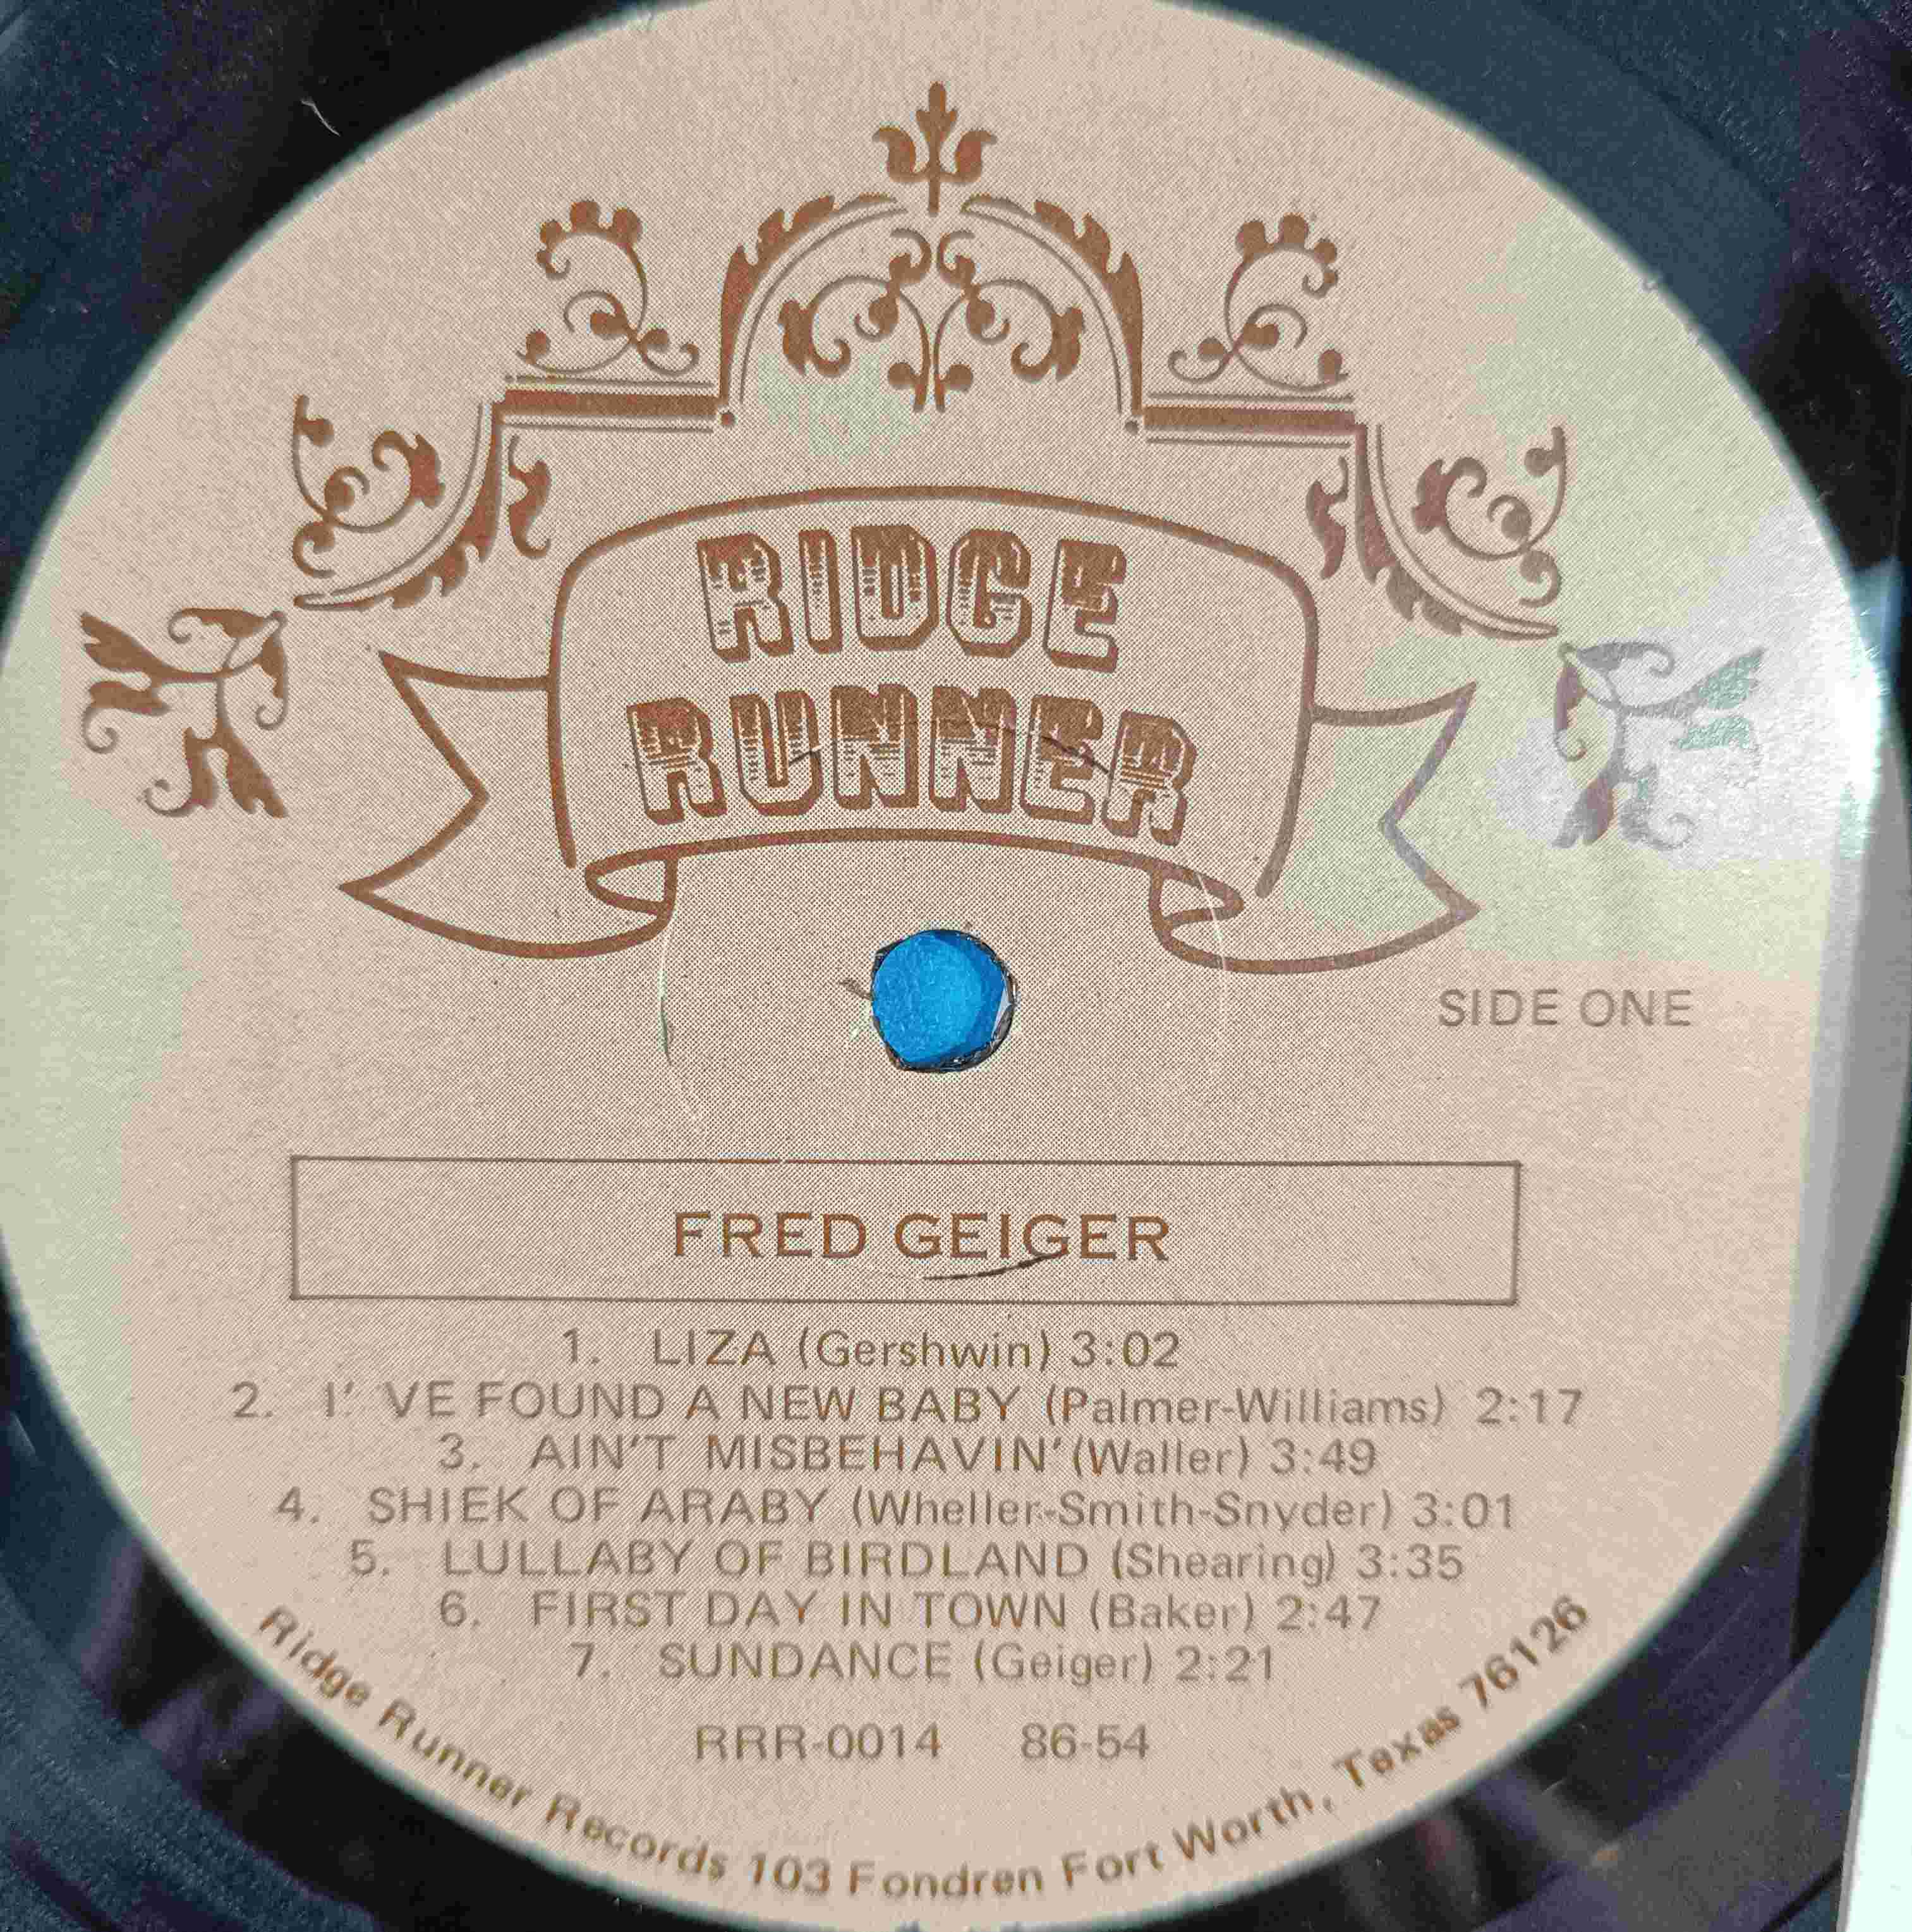 RIDGE
RUNNER
SIDE ONE
FRED GEIGER
1. LIZA (Gershwin) 3:02
2. I' VE FOUND A NEW BABY (Palmer-Williams) 2:17
3. AIN'T MISBEHAVIN' (Waller) 3:49
4. SHIEK OF ARABY (Wheller-Smith-Snyder) 3:01
5. LULLABY OF BIRDLAND (Shearing) 3:35
6. FIRST DAY IN TOWN (Baker) 2:47
7. SUNDANCE (Geiger) 2:21
RRR-0014 86-54
Ridge Runner Records 103 Fondren Fort Worth, Texas 76126